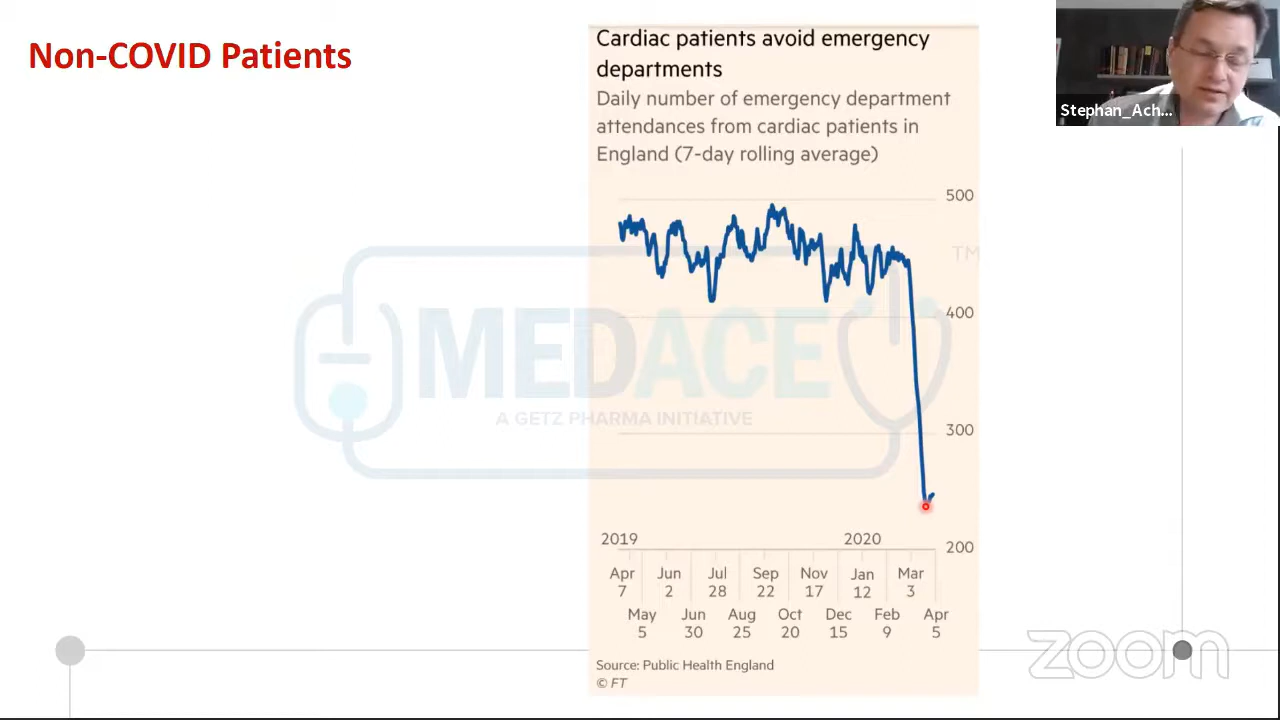 Non-COVID Patients
Cardiac patients avoid emergency
departments
Daily number of emergency department
attendances from cardiac patients in
England (7-day rolling average)
Stephan_Ach...
500
TM
400
MEDACE
A GETZ PHARMA INITIATIVE
300
200
2019 2020
Apr Jun Jul Sep Nov Jan Mar
7 2 28 22 17 12 3
May Jun Aug Oct Dec Feb Apr
5 30 25 20 15 9 5
Source: Public Health England
© FT
zoom